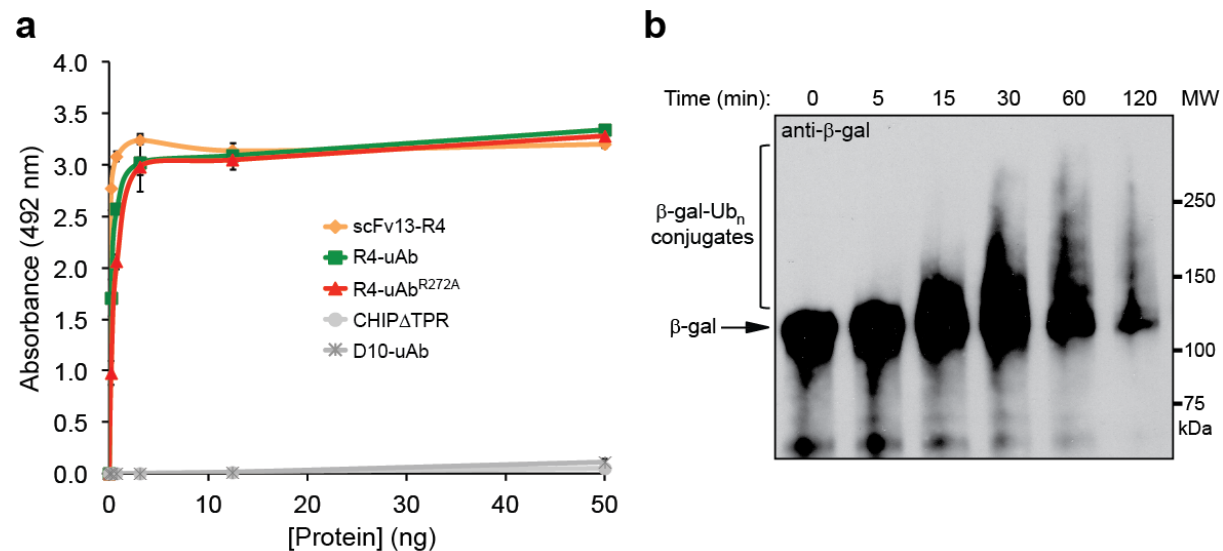 a
4.0
3.5
3.0
2.5
2.0
1.5
1.0
0.5
0.0
Absorbance (492 nm)
0 10 20 30 40 50
[Protein] (ng)
scFv13-R4
R4-uAb
R4-uAbR272A
CHIPΔTPR
D10-uAb
b
Time (min): 0 5 15 30 60 120 MW
anti-β-gal
β-gal-Ubn
conjugates
β-gal
250
150
100
75
kDa